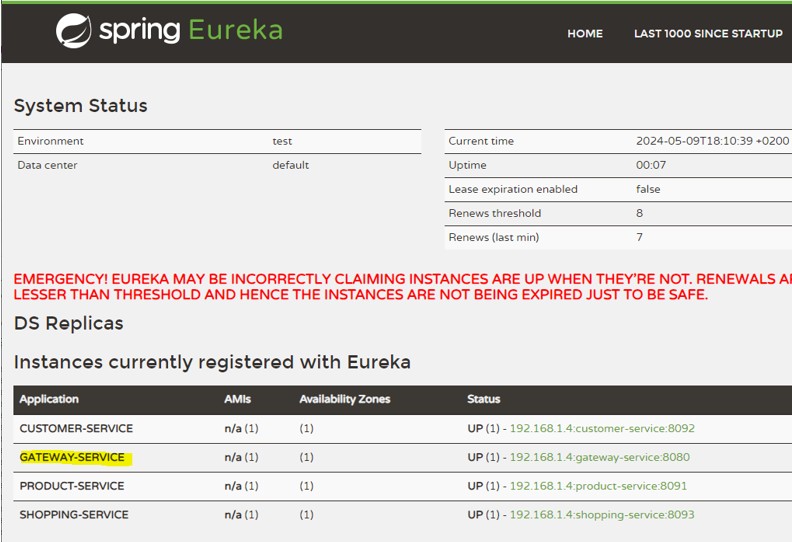 spring Eureka
HOME LAST 1000 SINCE STARTUP
System Status
Environment test
Data center default
Current time 2024-05-09T18:10:39 +0200
Uptime 00:07
Lease expiration enabled false
Renews threshold 8
Renews (last min) 7
EMERGENCY! EUREKA MAY BE INCORRECTLY CLAIMING INSTANCES ARE UP WHEN THEY'RE NOT. RENEWALS AR
LESSER THAN THRESHOLD AND HENCE THE INSTANCES ARE NOT BEING EXPIRED JUST TO BE SAFE.
DS Replicas
Instances currently registered with Eureka
Application AMIs Availability Zones Status
CUSTOMER-SERVICE n/a (1) (1) UP (1) - 192.168.1.4:customer-service:8092
GATEWAY-SERVICE n/a (1) (1) UP (1) - 192.168.1.4:gateway-service:8080
PRODUCT-SERVICE n/a (1) (1) UP (1) - 192.168.1.4:product-service:8091
SHOPPING-SERVICE n/a (1) (1) UP (1) - 192.168.1.4:shopping-service:8093